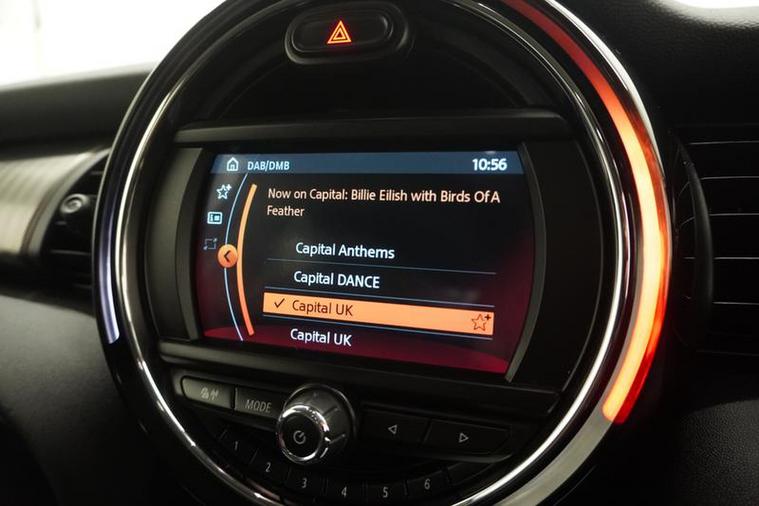 DAB/DMB 10:56
Now on Capital: Billie Eilish with Birds Of A
Feather
Capital Anthems
Capital DANCE
Capital UK
Capital UK
MODE
1 2 3 4 5 6